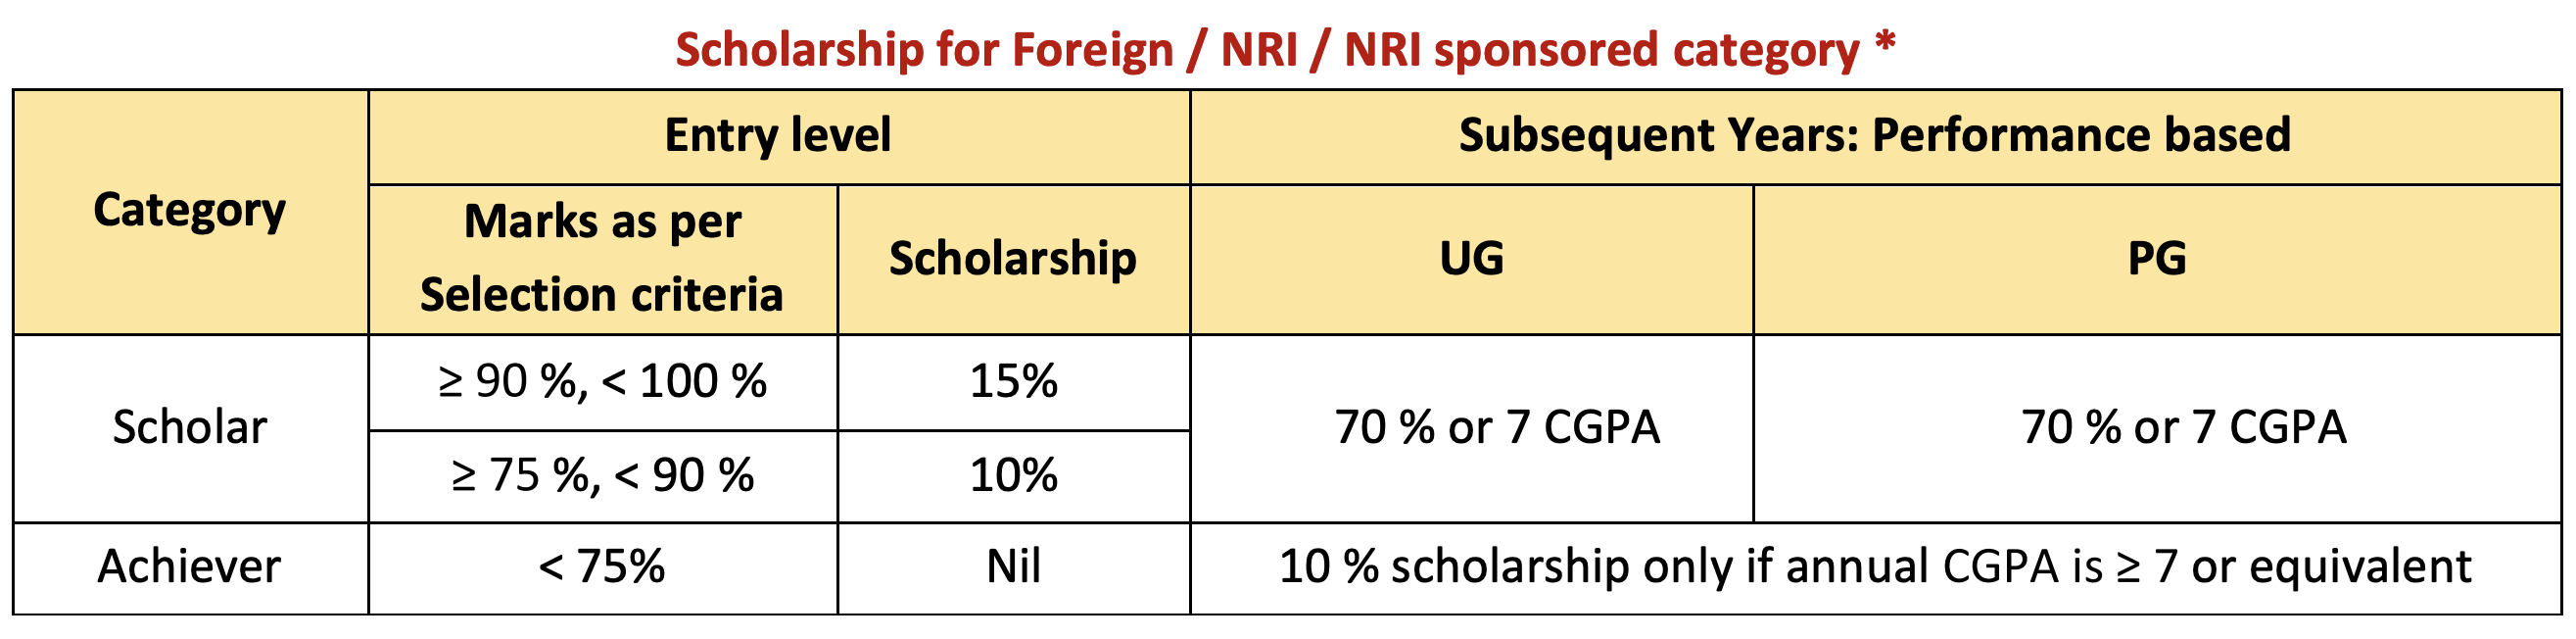 Scholarship for Foreign / NRI / NRI sponsored category *
Category
Entry level
Subsequent Years: Performance based
Marks as per
Selection criteria
Scholarship
UG
PG
Scholar
≥ 90 %, < 100 %
15%
70 % or 7 CGPA
70 % or 7 CGPA
≥ 75 %, < 90 %
10%
Achiever
< 75%
Nil
10 % scholarship only if annual CGPA is ≥ 7 or equivalent